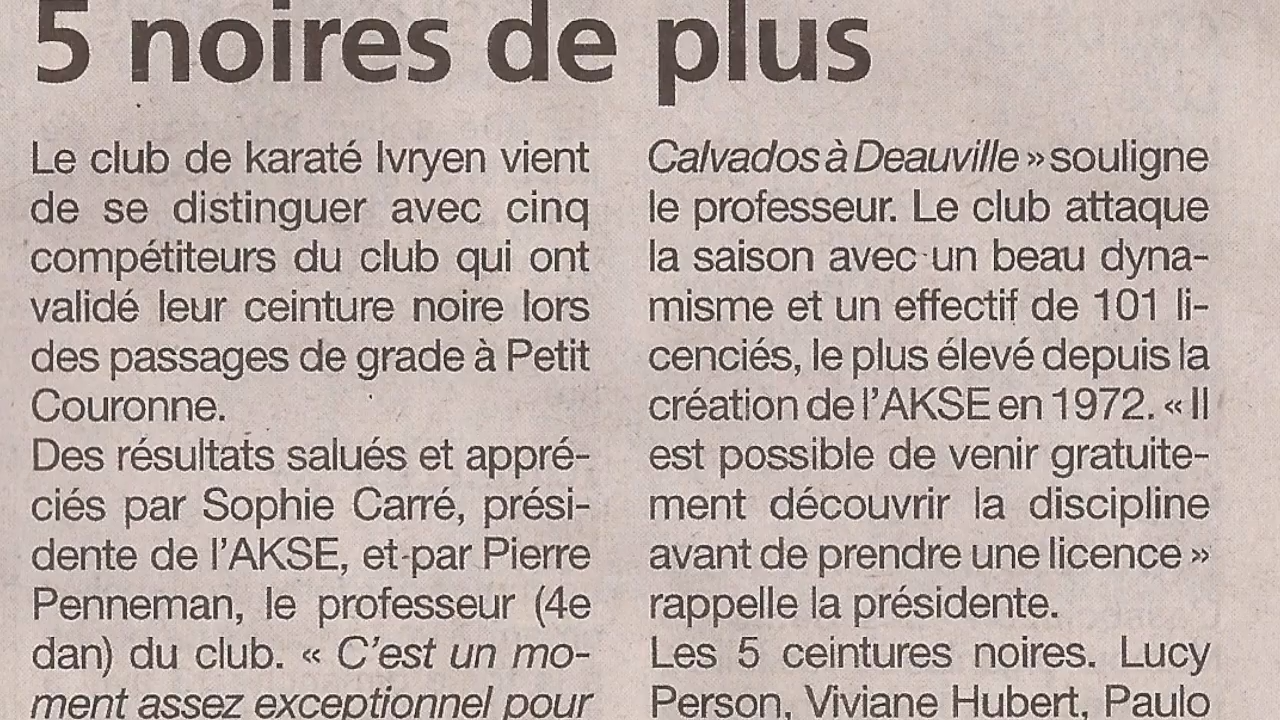 5 noires de plus
Le club de karaté Ivryen vient
de se distinguer avec cinq
compétiteurs du club qui ont
validé leur ceinture noire lors
des passages de grade à Petit
Couronne.
Des résultats salués et appré-
ciés par Sophie Carré, prési-
dente de l'AKSE, et par Pierre
Penneman, le professeur (4e
dan) du club. « C'est un mo-
ment assez exceptionnel pour
Calvados à Deauville » souligne
le professeur. Le club attaque
la saison avec un beau dyna-
misme et un effectif de 101 li-
cenciés, le plus élevé depuis la
création de l'AKSE en 1972. « Il
est possible de venir gratuite-
ment découvrir la discipline
avant de prendre une licence »
rappelle la présidente.
Les 5 ceintures noires. Lucy
Person, Viviane Hubert, Paulo